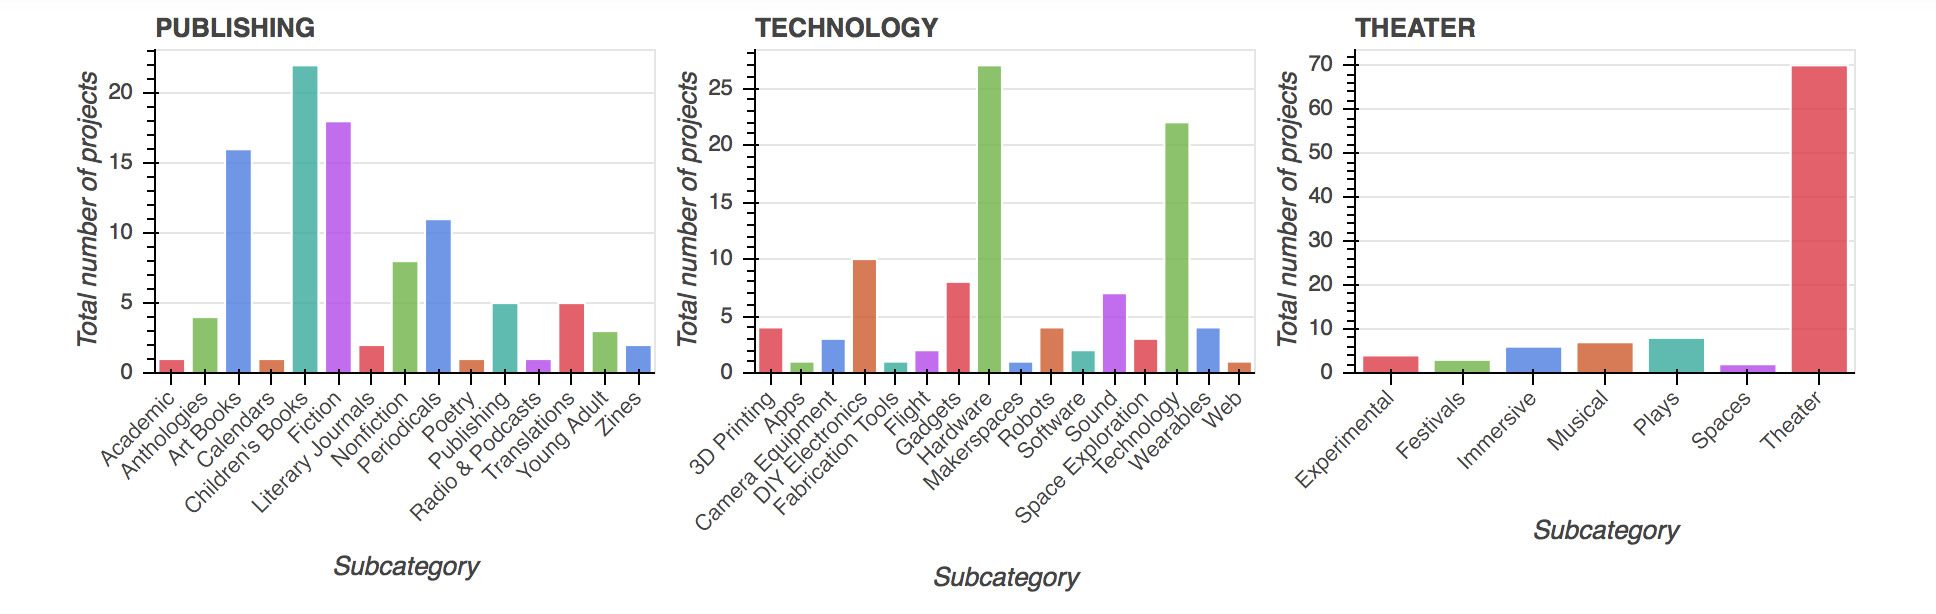 PUBLISHING
Total number of projects
20
15
10
5
0
Academic
Anthologies
Art Books
Calendars
Children's Books
Fiction
Literary Journals
Nonfiction
Periodicals
Poetry
Publishing
Radio & Podcasts
Translations
Young Adult
Zines
Subcategory
TECHNOLOGY
Total number of projects
25
20
15
10
5
0
3D Printing
Apps
Camera Equipment
DIY Electronics
Fabrication Tools
Flight
Gadgets
Hardware
Makerspaces
Robots
Software
Sound
Space Exploration
Technology
Wearables
Web
Subcategory
THEATER
Total number of projects
70
60
50
40
30
20
10
0
Experimental
Festivals
Immersive
Musical
Plays
Spaces
Theater
Subcategory